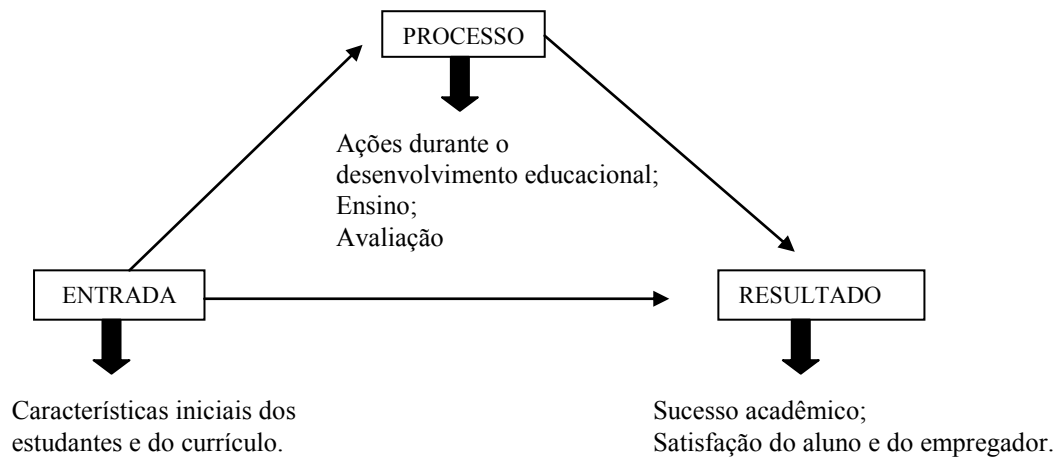 PROCESSO
Ações durante o
desenvolvimento educacional;
Ensino;
Avaliação
ENTRADA
RESULTADO
Características iniciais dos
estudantes e do currículo.
Sucesso acadêmico;
Satisfação do aluno e do empregador.